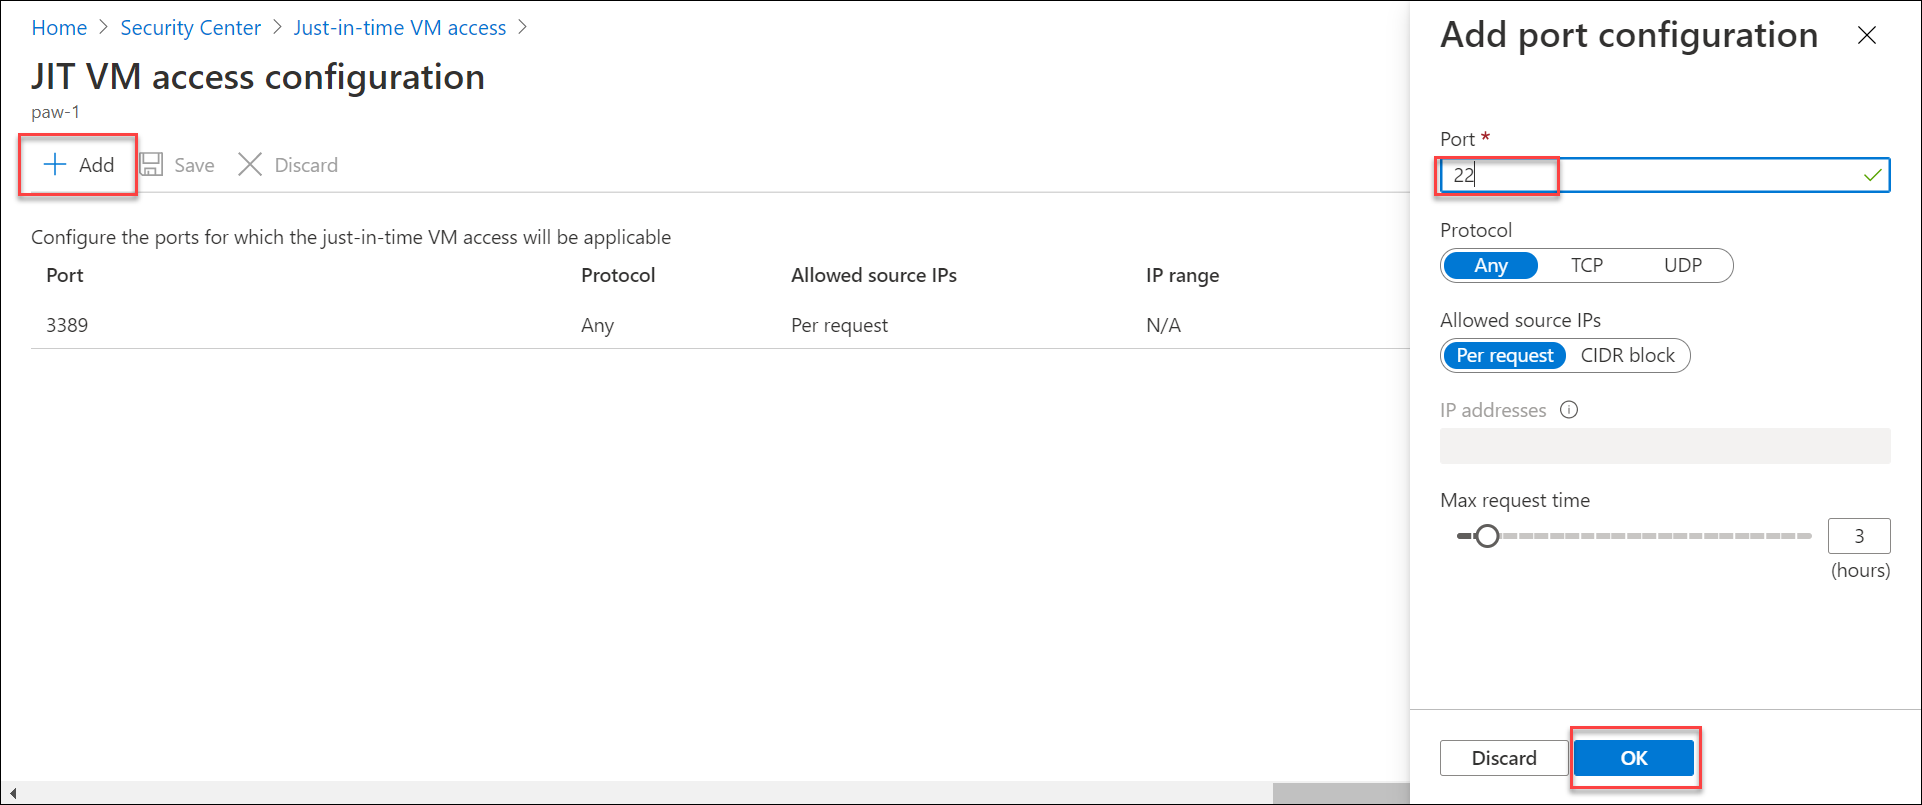 Home > Security Center > Just-in-time VM access >
JIT VM access configuration
paw-1
Add Save Discard
Configure the ports for which the just-in-time VM access will be applicable
Port Protocol Allowed source IPs IP range
3389 Any Per request N/A
Add port configuration
Port *
22
Protocol
Any TCP UDP
Allowed source IPs
Per request CIDR block
IP addresses
Max request time
3
(hours)
Discard OK